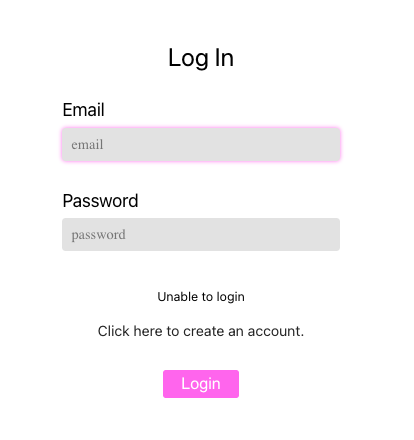 Log In
Email
email
Password
password
Unable to login
Click here to create an account.
Login